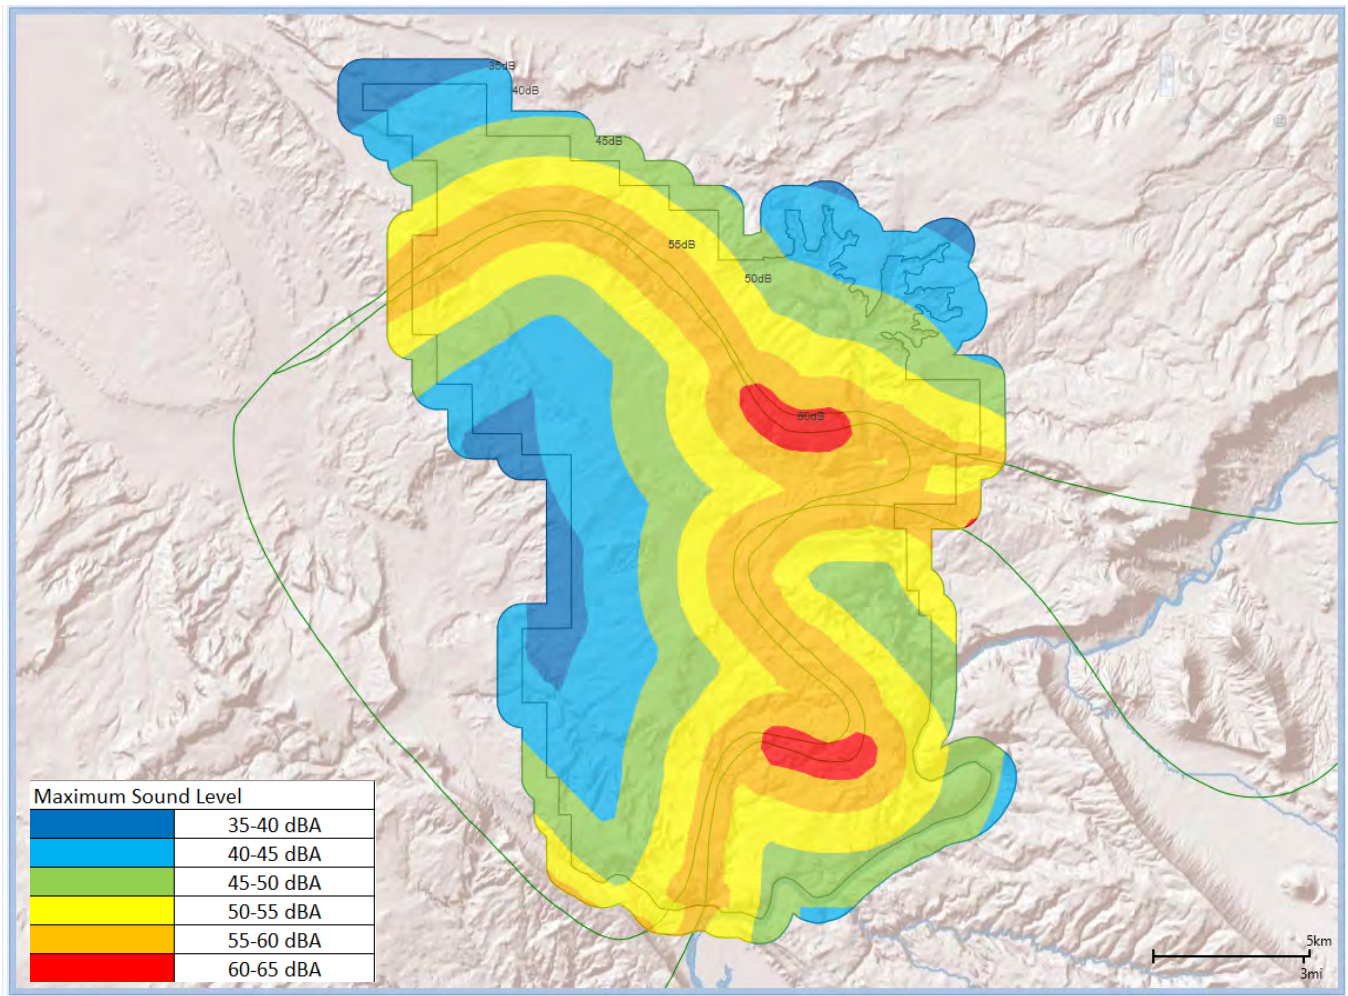 35dB
40dB
45dB
55dB
50dB
60dB
Maximum Sound Level
35-40 dBA
40-45 dBA
45-50 dBA
50-55 dBA
55-60 dBA
60-65 dBA
5km
3mi